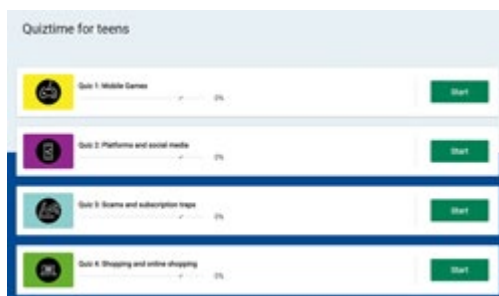 Quiztime for teens
Quiz 1: Mobile Games
0%
Start
Quiz 2: Platforms and social media
0%
Start
Quiz 3: Scams and subscription traps
0%
Start
Quiz 4: Shopping and online shopping
0%
Start